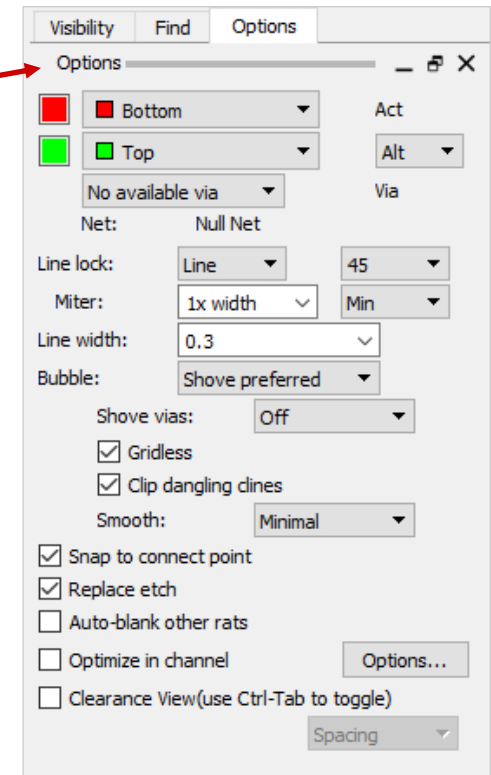 Visibility Find Options
Options
Bottom Act
Top Alt
No available via Via
Net: Null Net
Line lock: Line 45
Miter: 1x width Min
Line width: 0.3
Bubble: Shove preferred
Shove vias: Off
Gridless
Clip dangling clines
Smooth: Minimal
Snap to connect point
Replace etch
Auto-blank other rats
Optimize in channel Options...
Clearance View(use Ctrl-Tab to toggle)
Spacing